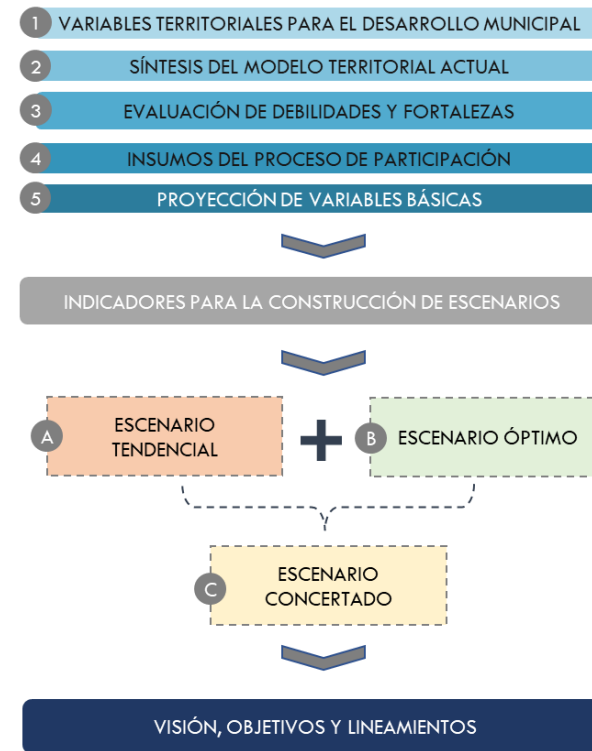 1 VARIABLES TERRITORIALES PARA EL DESARROLLO MUNICIPAL
2 SÍNTESIS DEL MODELO TERRITORIAL ACTUAL
3 EVALUACIÓN DE DEBILIDADES Y FORTALEZAS
4 INSUMOS DEL PROCESO DE PARTICIPACIÓN
5 PROYECCIÓN DE VARIABLES BÁSICAS
INDICADORES PARA LA CONSTRUCCIÓN DE ESCENARIOS
A ESCENARIO
TENDENCIAL
+
B ESCENARIO ÓPTIMO
C ESCENARIO
CONCERTADO
VISIÓN, OBJETIVOS Y LINEAMIENTOS